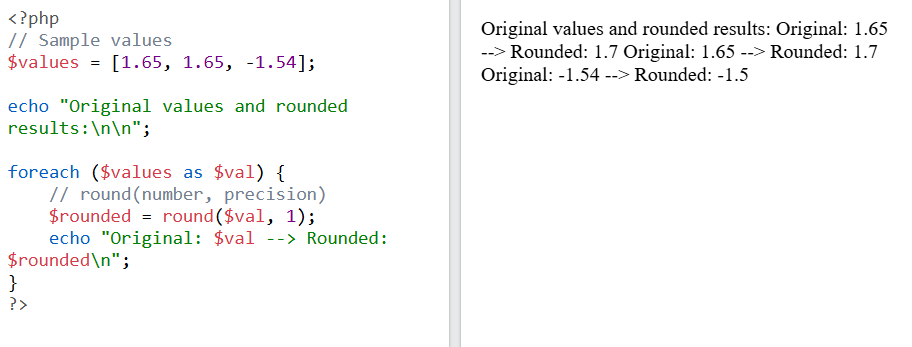 <?php
// Sample values
$values = [1.65, 1.65, -1.54];
echo "Original values and rounded
results:\n\n";
foreach ($values as $val) {
    // round(number, precision)
    $rounded = round($val, 1);
    echo "Original: $val --> Rounded:
$rounded\n";
}
?>
Original values and rounded results: Original: 1.65
--> Rounded: 1.7 Original: 1.65 --> Rounded: 1.7
Original: -1.54 --> Rounded: -1.5